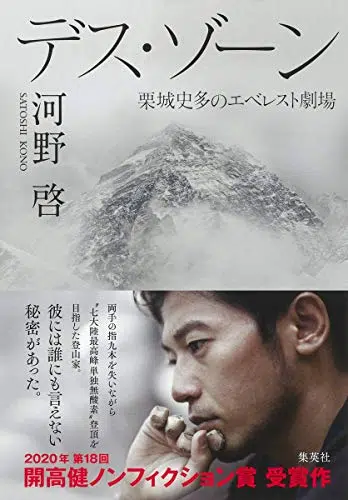 デス・ゾーン
栗城史多のエベレスト劇場
河野 啓
SATOSHI KONO
両手の指九本を失いながら
“七大陸最高峰単独無酸素”登頂を
目指した登山家。
彼には誰にも言えない
秘密があった。
集英社
2020年 第18回
開高健ノンフィクション賞 受賞作